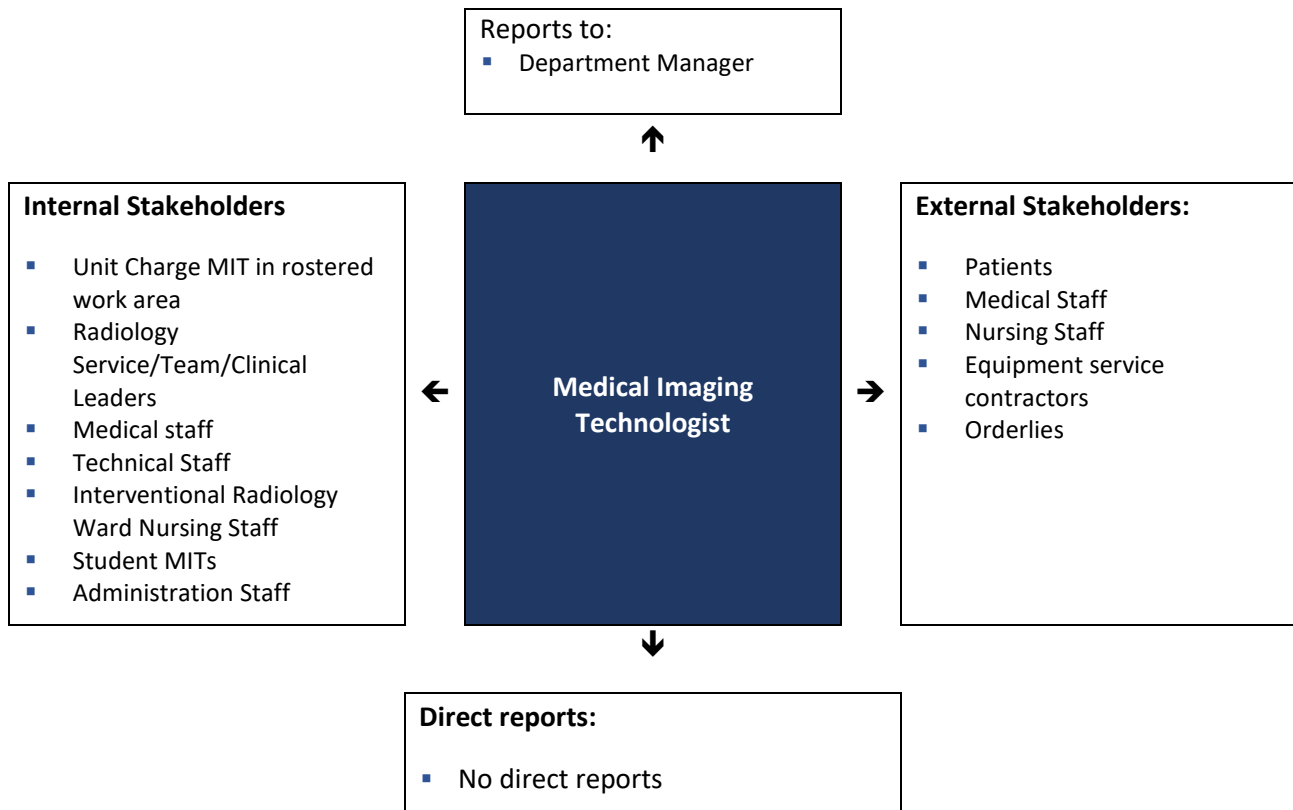 Reports to:
▪ Department Manager
Internal Stakeholders
▪ Unit Charge MIT in rostered
work area
▪ Radiology
Service/Team/Clinical
Leaders
▪ Medical staff
▪ Technical Staff
▪ Interventional Radiology
Ward Nursing Staff
▪ Student MITs
▪ Administration Staff
Medical Imaging
Technologist
External Stakeholders:
▪ Patients
▪ Medical Staff
▪ Nursing Staff
▪ Equipment service
contractors
▪ Orderlies
Direct reports:
▪ No direct reports